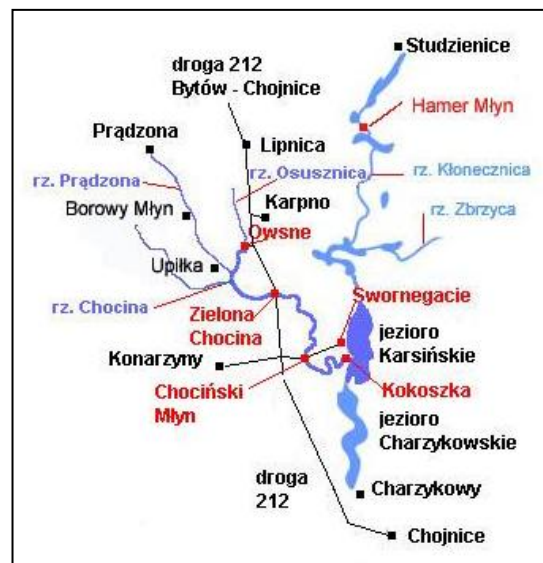 Studzienice
droga 212
Bytów - Chojnice
Hamer Młyn
Prądzona
Lipnica
rz. Osusznica
rz. Kłonecznica
rz. Prądzona
Karpno
Borowy Młyn
rz. Zbrzyca
Owsne
Upiłka
Swornegacie
rz. Chocina
Zielona
Chocina
jezioro
Karsińskie
Konarzyny
Chociński
Młyn
Kokoszka
jezioro
Charzykowskie
droga
212
Charzykowy
Chojnice